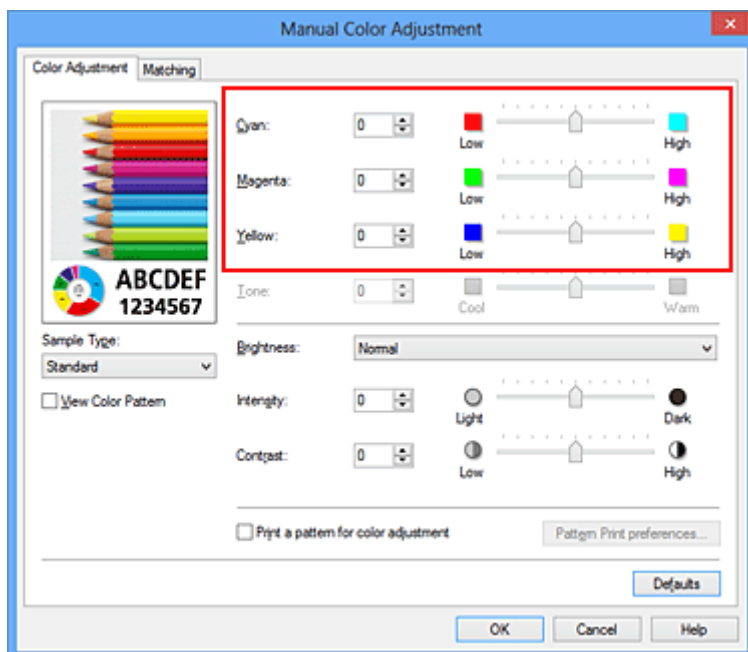 Manual Color Adjustment
Color Adjustment
Matching
ABCDEF
1234567
Sample Type:
Standard
View Color Pattern
Cyan:
0
Low
High
Magenta:
0
Low
High
Yellow:
0
Low
High
Tone:
0
Cool
Warm
Brightness:
Normal
Intensity:
0
Light
Dark
Contrast:
0
Low
High
Print a pattern for color adjustment
Pattern Print preferences...
Defaults
OK
Cancel
Help